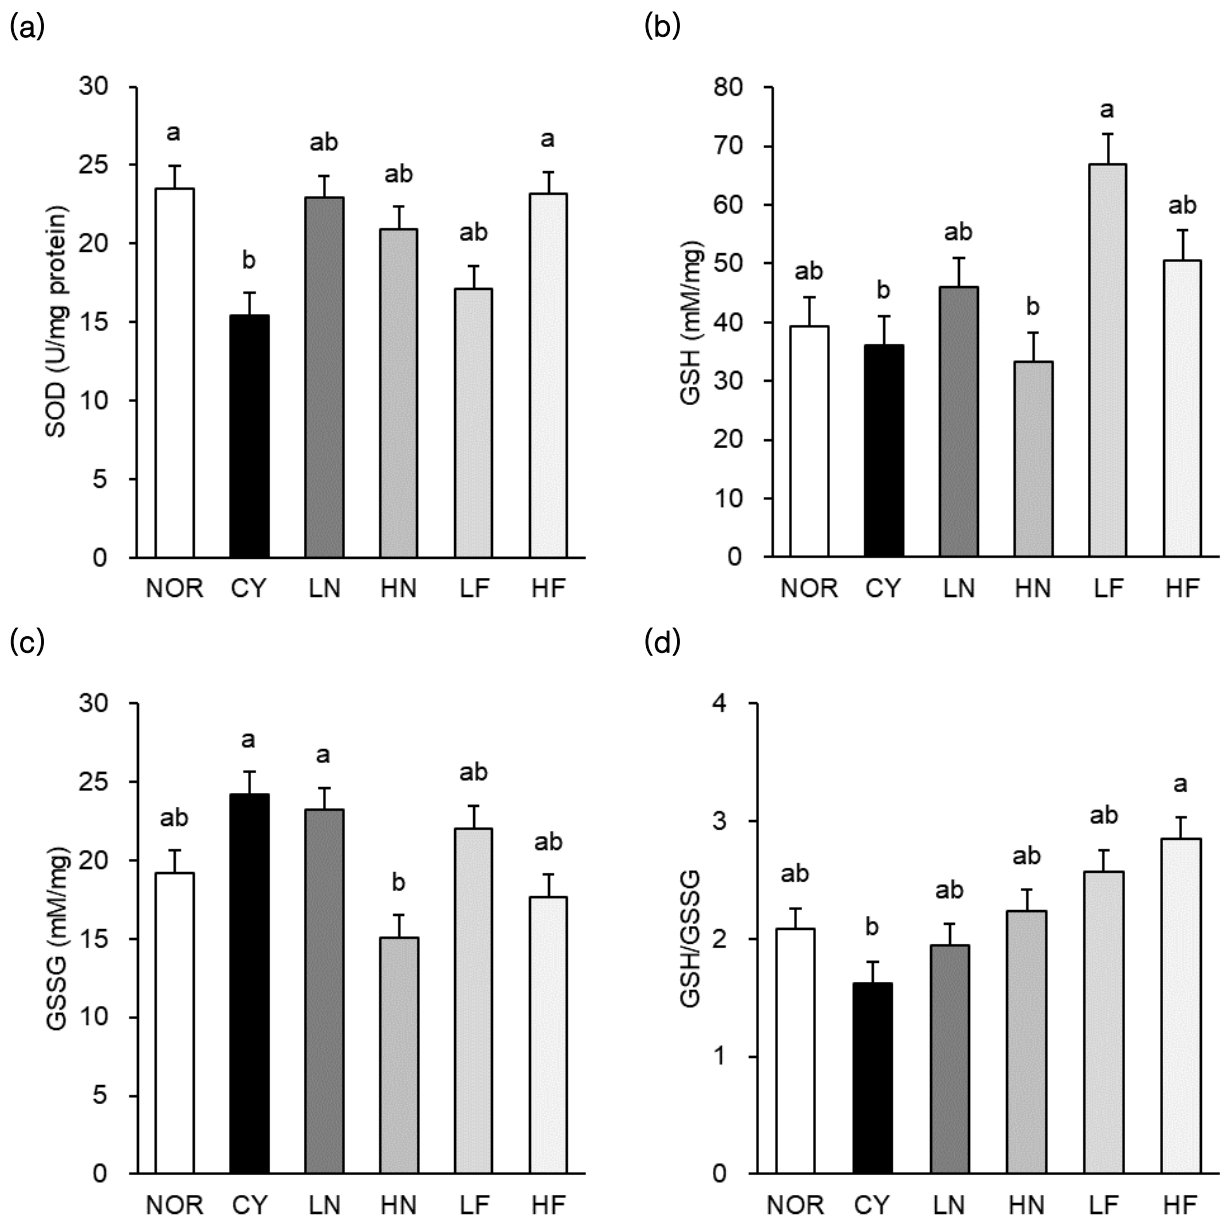 (a)
30
25
20
15
10
5
0
SOD (U/mg protein)
a
b
ab
ab
ab
a
NOR CY LN HN LF HF
(b)
80
70
60
50
40
30
20
10
0
GSH (mM/mg)
ab
b
ab
b
a
ab
NOR CY LN HN LF HF
(c)
30
25
20
15
10
5
0
GSSG (mM/mg)
ab
a
a
b
ab
ab
NOR CY LN HN LF HF
(d)
4
3
2
1
0
GSH/GSSG
ab
b
ab
ab
ab
a
NOR CY LN HN LF HF